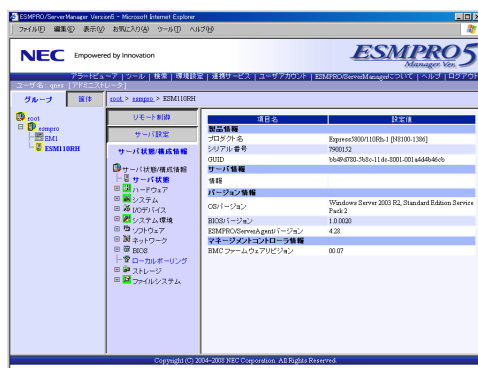 ESMPRO/ServerManager Version5 - Microsoft Internet Explorer
ファイル(F) 編集(E) 表示(V) お気に入り(A) ツール(T) ヘルプ(H)
NEC Empowered by Innovation
ESMPRO 5
Manager Ver.
アラートビューア | ツール | 検索 | 環境設定 | 連携サービス | ユーザアカウント | ESMPRO/ServerManagerについて | ヘルプ | ログアウト
[アドミニストレータ]
グループ 筐体
root > esmpro > ESM110RH
root
esmpro
EM1
ESM110RH
リモート制御
サーバ設定
サーバ状態/構成情報
サーバ状態/構成情報
サーバ状態
ハードウェア
システム
I/Oデバイス
システム環境
ソフトウェア
ネットワーク
BIOS
ローカルポーリング
ストレージ
ファイルシステム
項目名 設定値
製品情報
プロダクト名 Express5800/110Rh-1 [N8100-1386]
シリアル番号 7900152
GUID bb49d780-5b8c-11dc-8001-001a4d4b46cb
サーバ情報
情報
バージョン情報
OSバージョン Windows Server 2003 R2, Standard Edition Service Pack 2
BIOSバージョン 1.0.0020
ESMPRO/ServerAgentバージョン 4.28
マネージメントコントローラ情報
BMC ファームウェアリビジョン 00.07
Copyright (C) 2004-2008 NEC Corporation. All Rights Reserved.